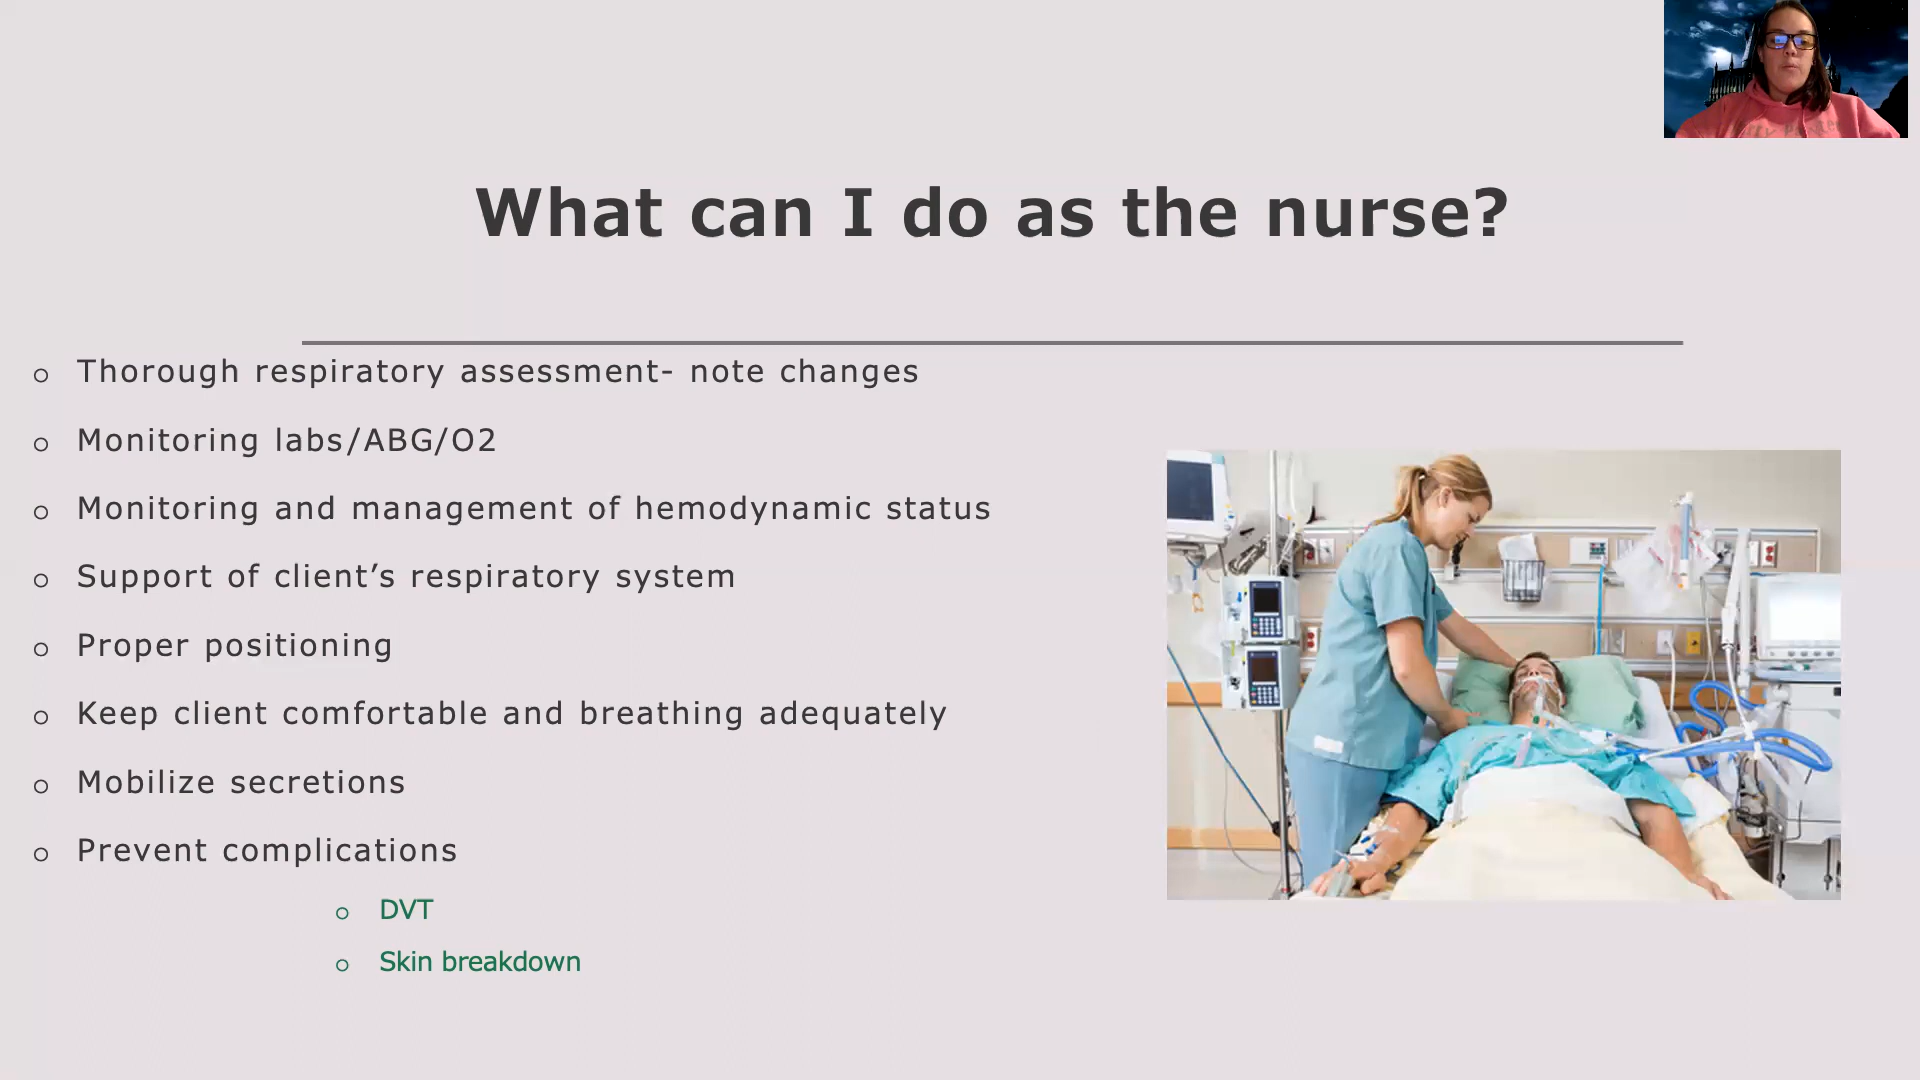 What can I do as the nurse?
Thorough respiratory assessment- note changes
Monitoring labs/ABG/O2
Monitoring and management of hemodynamic status
Support of client’s respiratory system
Proper positioning
Keep client comfortable and breathing adequately
Mobilize secretions
Prevent complications
DVT
Skin breakdown